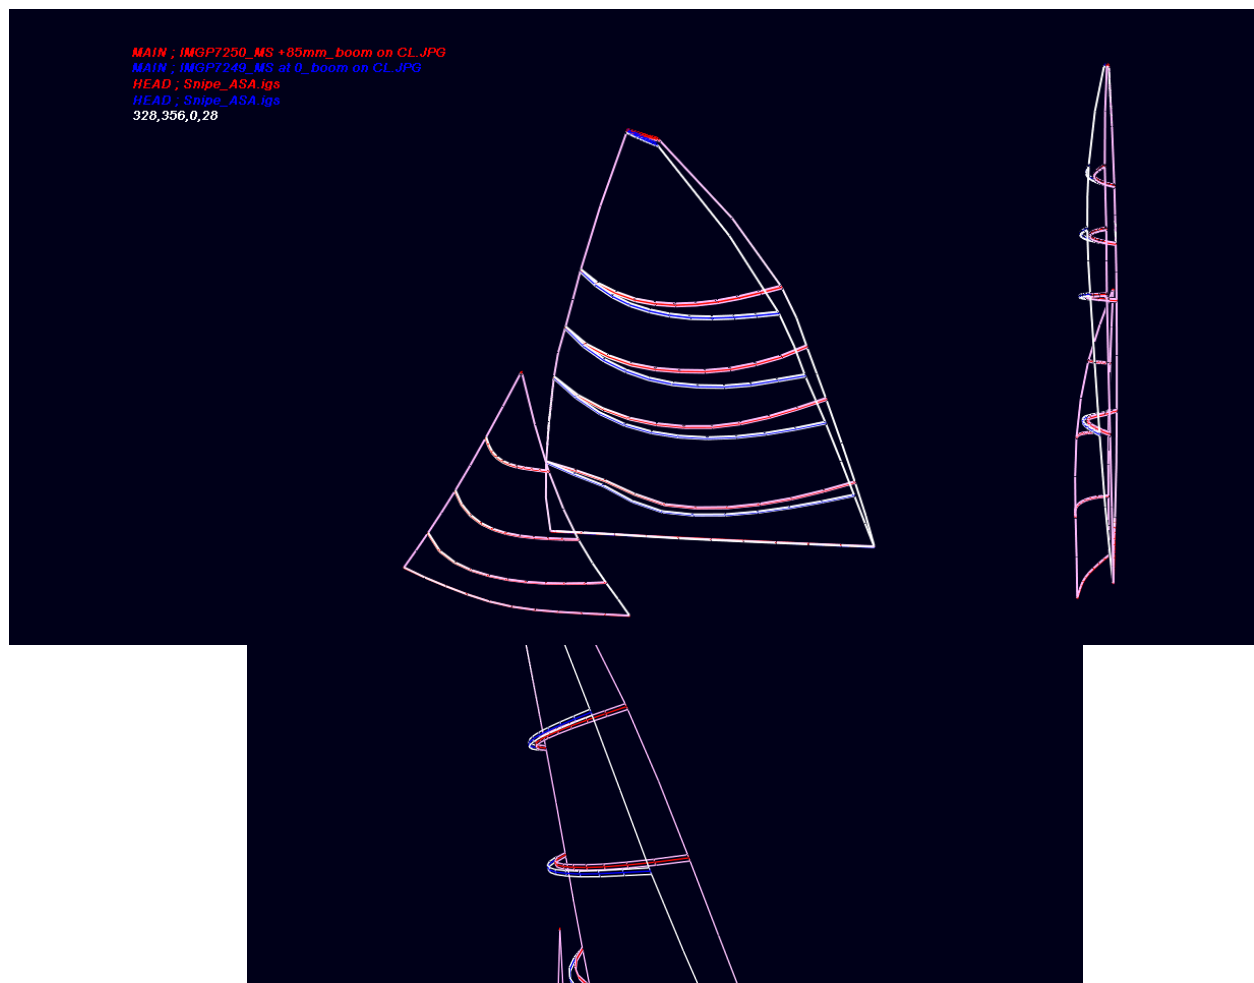 MAIN ; IMGP7250_MS +85mm_boom on CL.JPG
MAIN ; IMGP7249_MS at 0_boom on CL.JPG
HEAD ; Snipe_ASA.igs
HEAD ; Snipe_ASA.igs
328,356,0,28